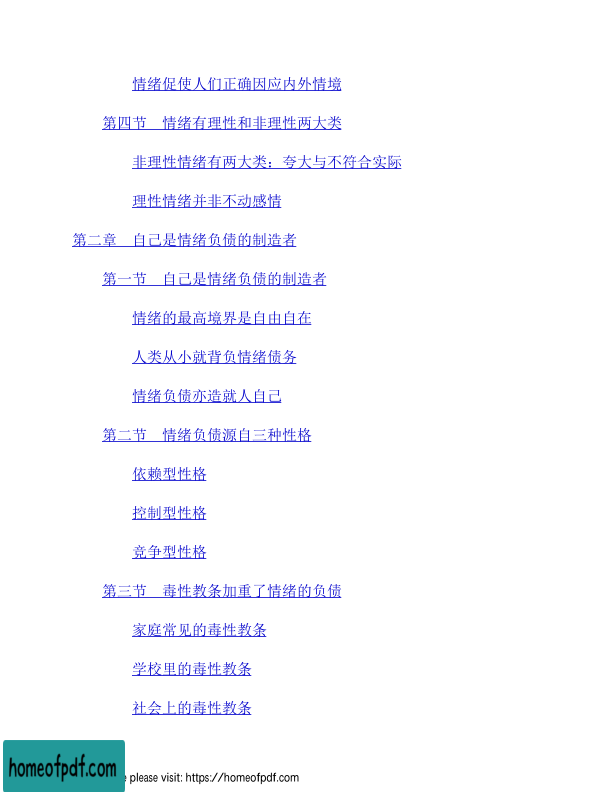 情绪促使人们正确因应内外情境
第四节　情绪有理性和非理性两大类
非理性情绪有两大类：夸大与不符合实际
理性情绪并非不动感情
第二章　自己是情绪负债的制造者
第一节　自己是情绪负债的制造者
情绪的最高境界是自由自在
人类从小就背负情绪债务
情绪负债亦造就人自己
第二节　情绪负债源自三种性格
依赖型性格
控制型性格
竞争型性格
第三节　毒性教条加重了情绪的负债
家庭常见的毒性教条
学校里的毒性教条
社会上的毒性教条
homeofpdf.com
please visit: https://homeofpdf.com